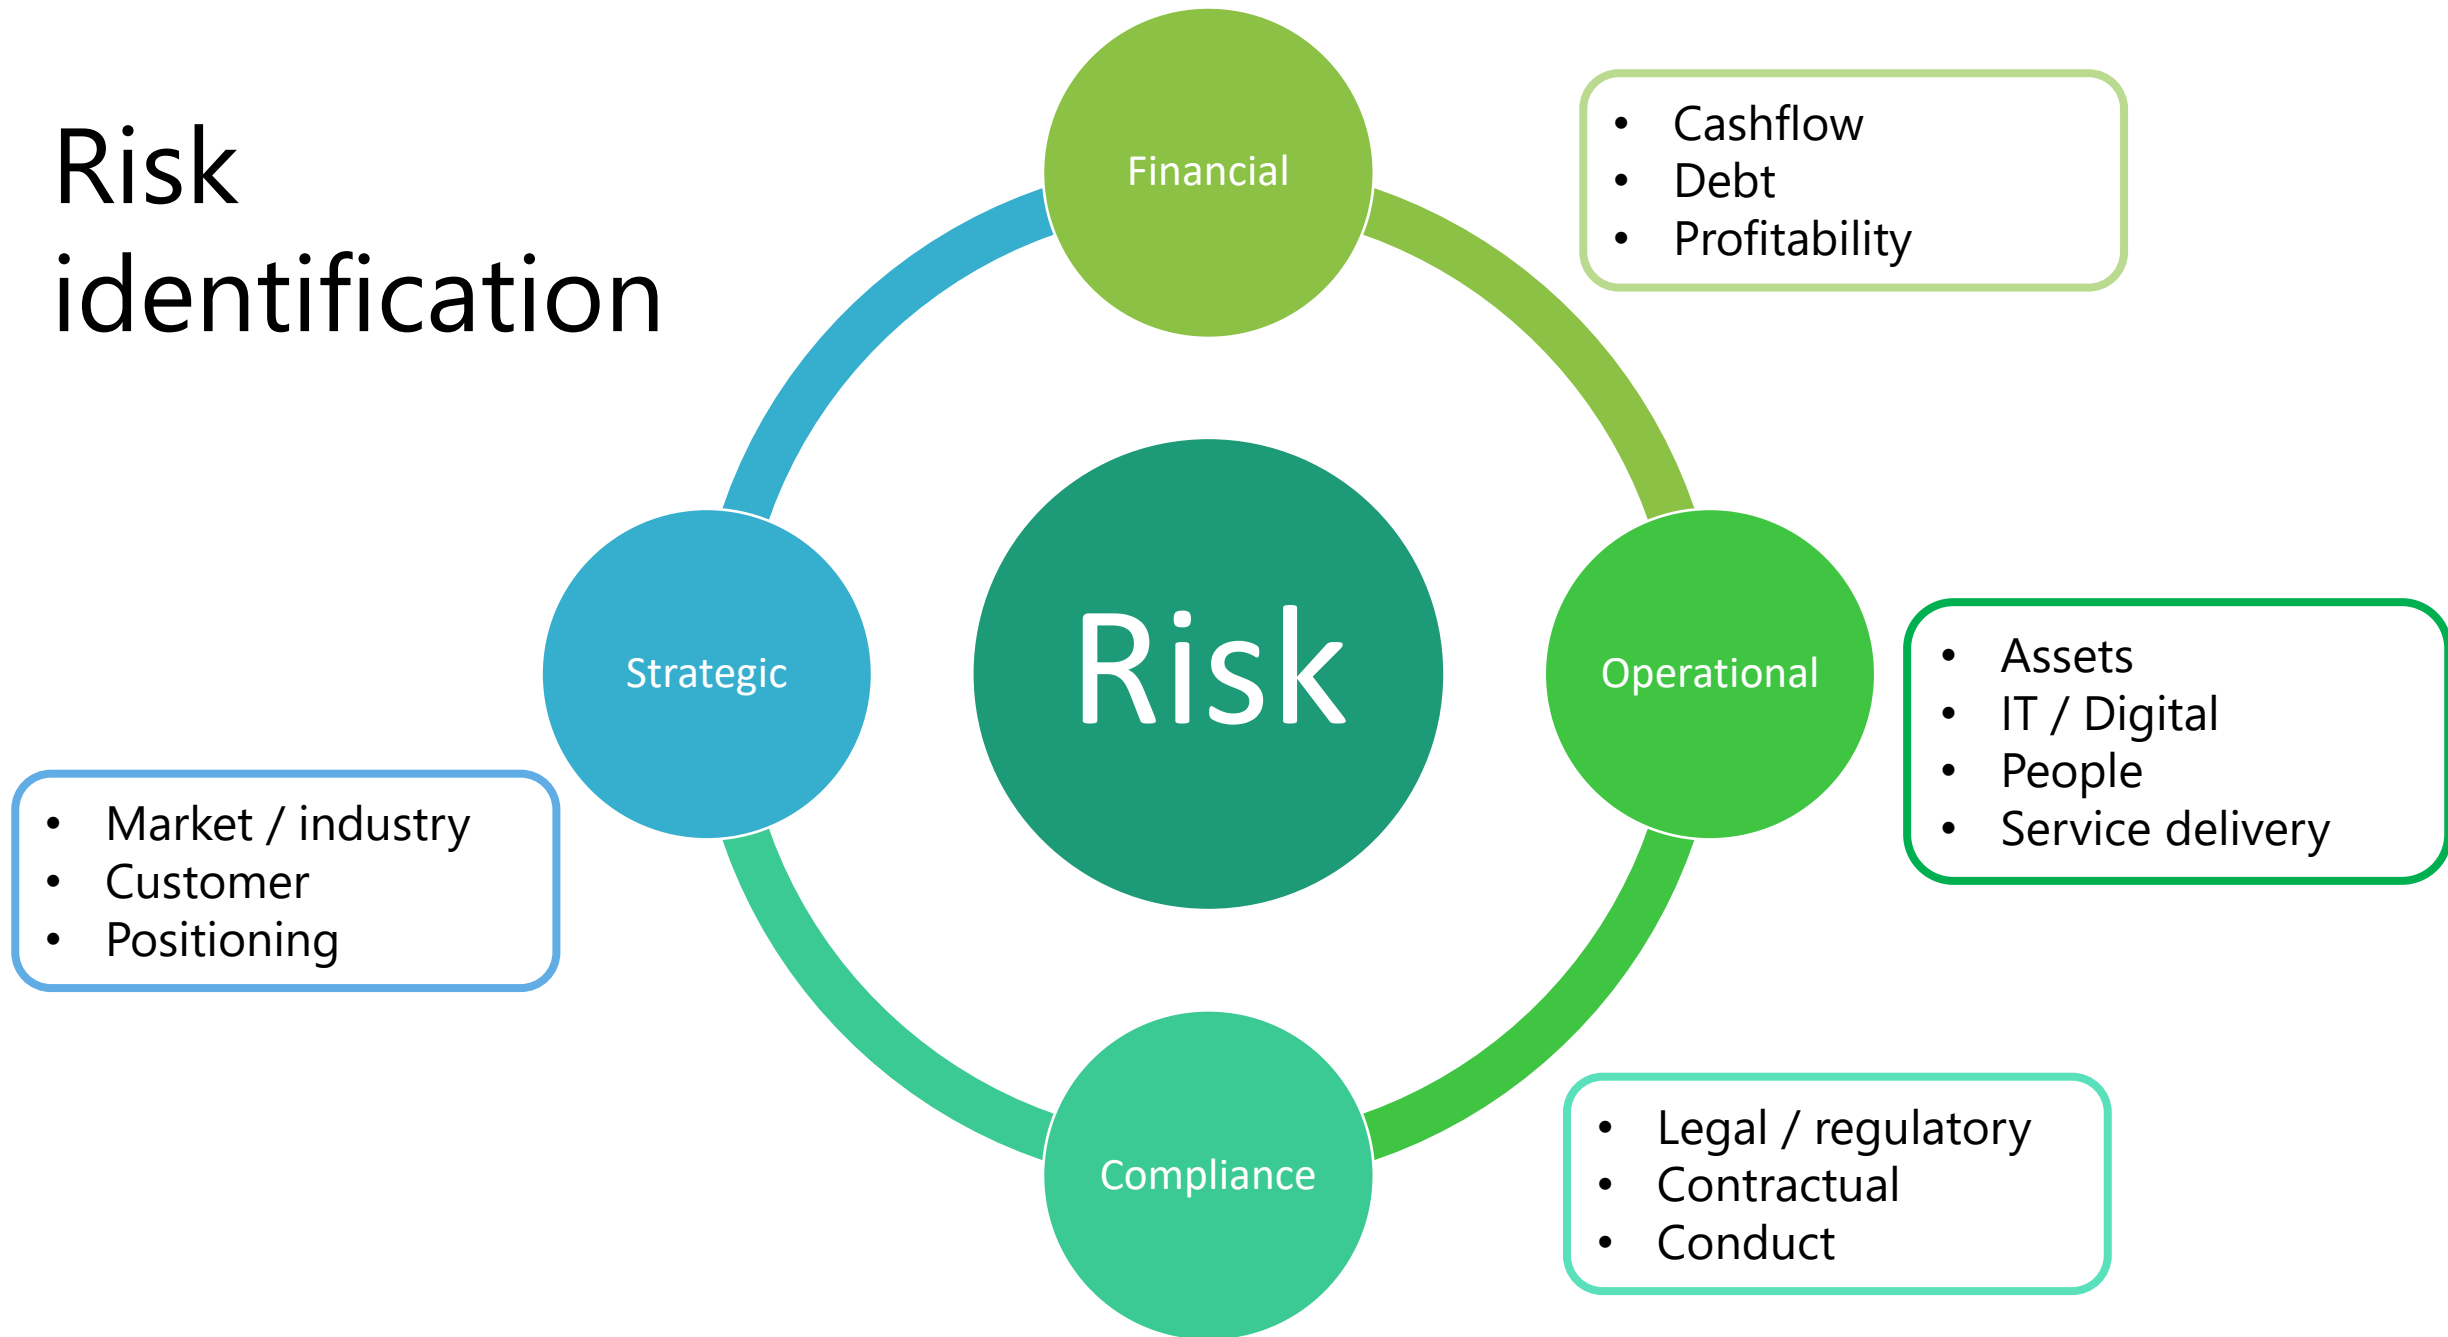 Risk
identification
Financial
• Cashflow
• Debt
• Profitability
Strategic
Risk
Operational
• Assets
• IT / Digital
• People
• Service delivery
• Market / industry
• Customer
• Positioning
Compliance
• Legal / regulatory
• Contractual
• Conduct